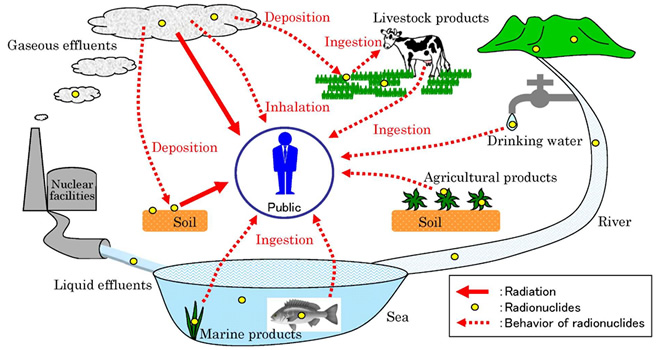 Deposition
Livestock products
Gaseous effluents
Ingestion
Inhalation
Ingestion
Drinking water
Deposition
Nuclear
facilities
Agricultural products
Public
Soil
Soil
River
Ingestion
Liquid effluents
Sea
Marine products
: Radiation
: Radionuclides
: Behavior of radionuclides